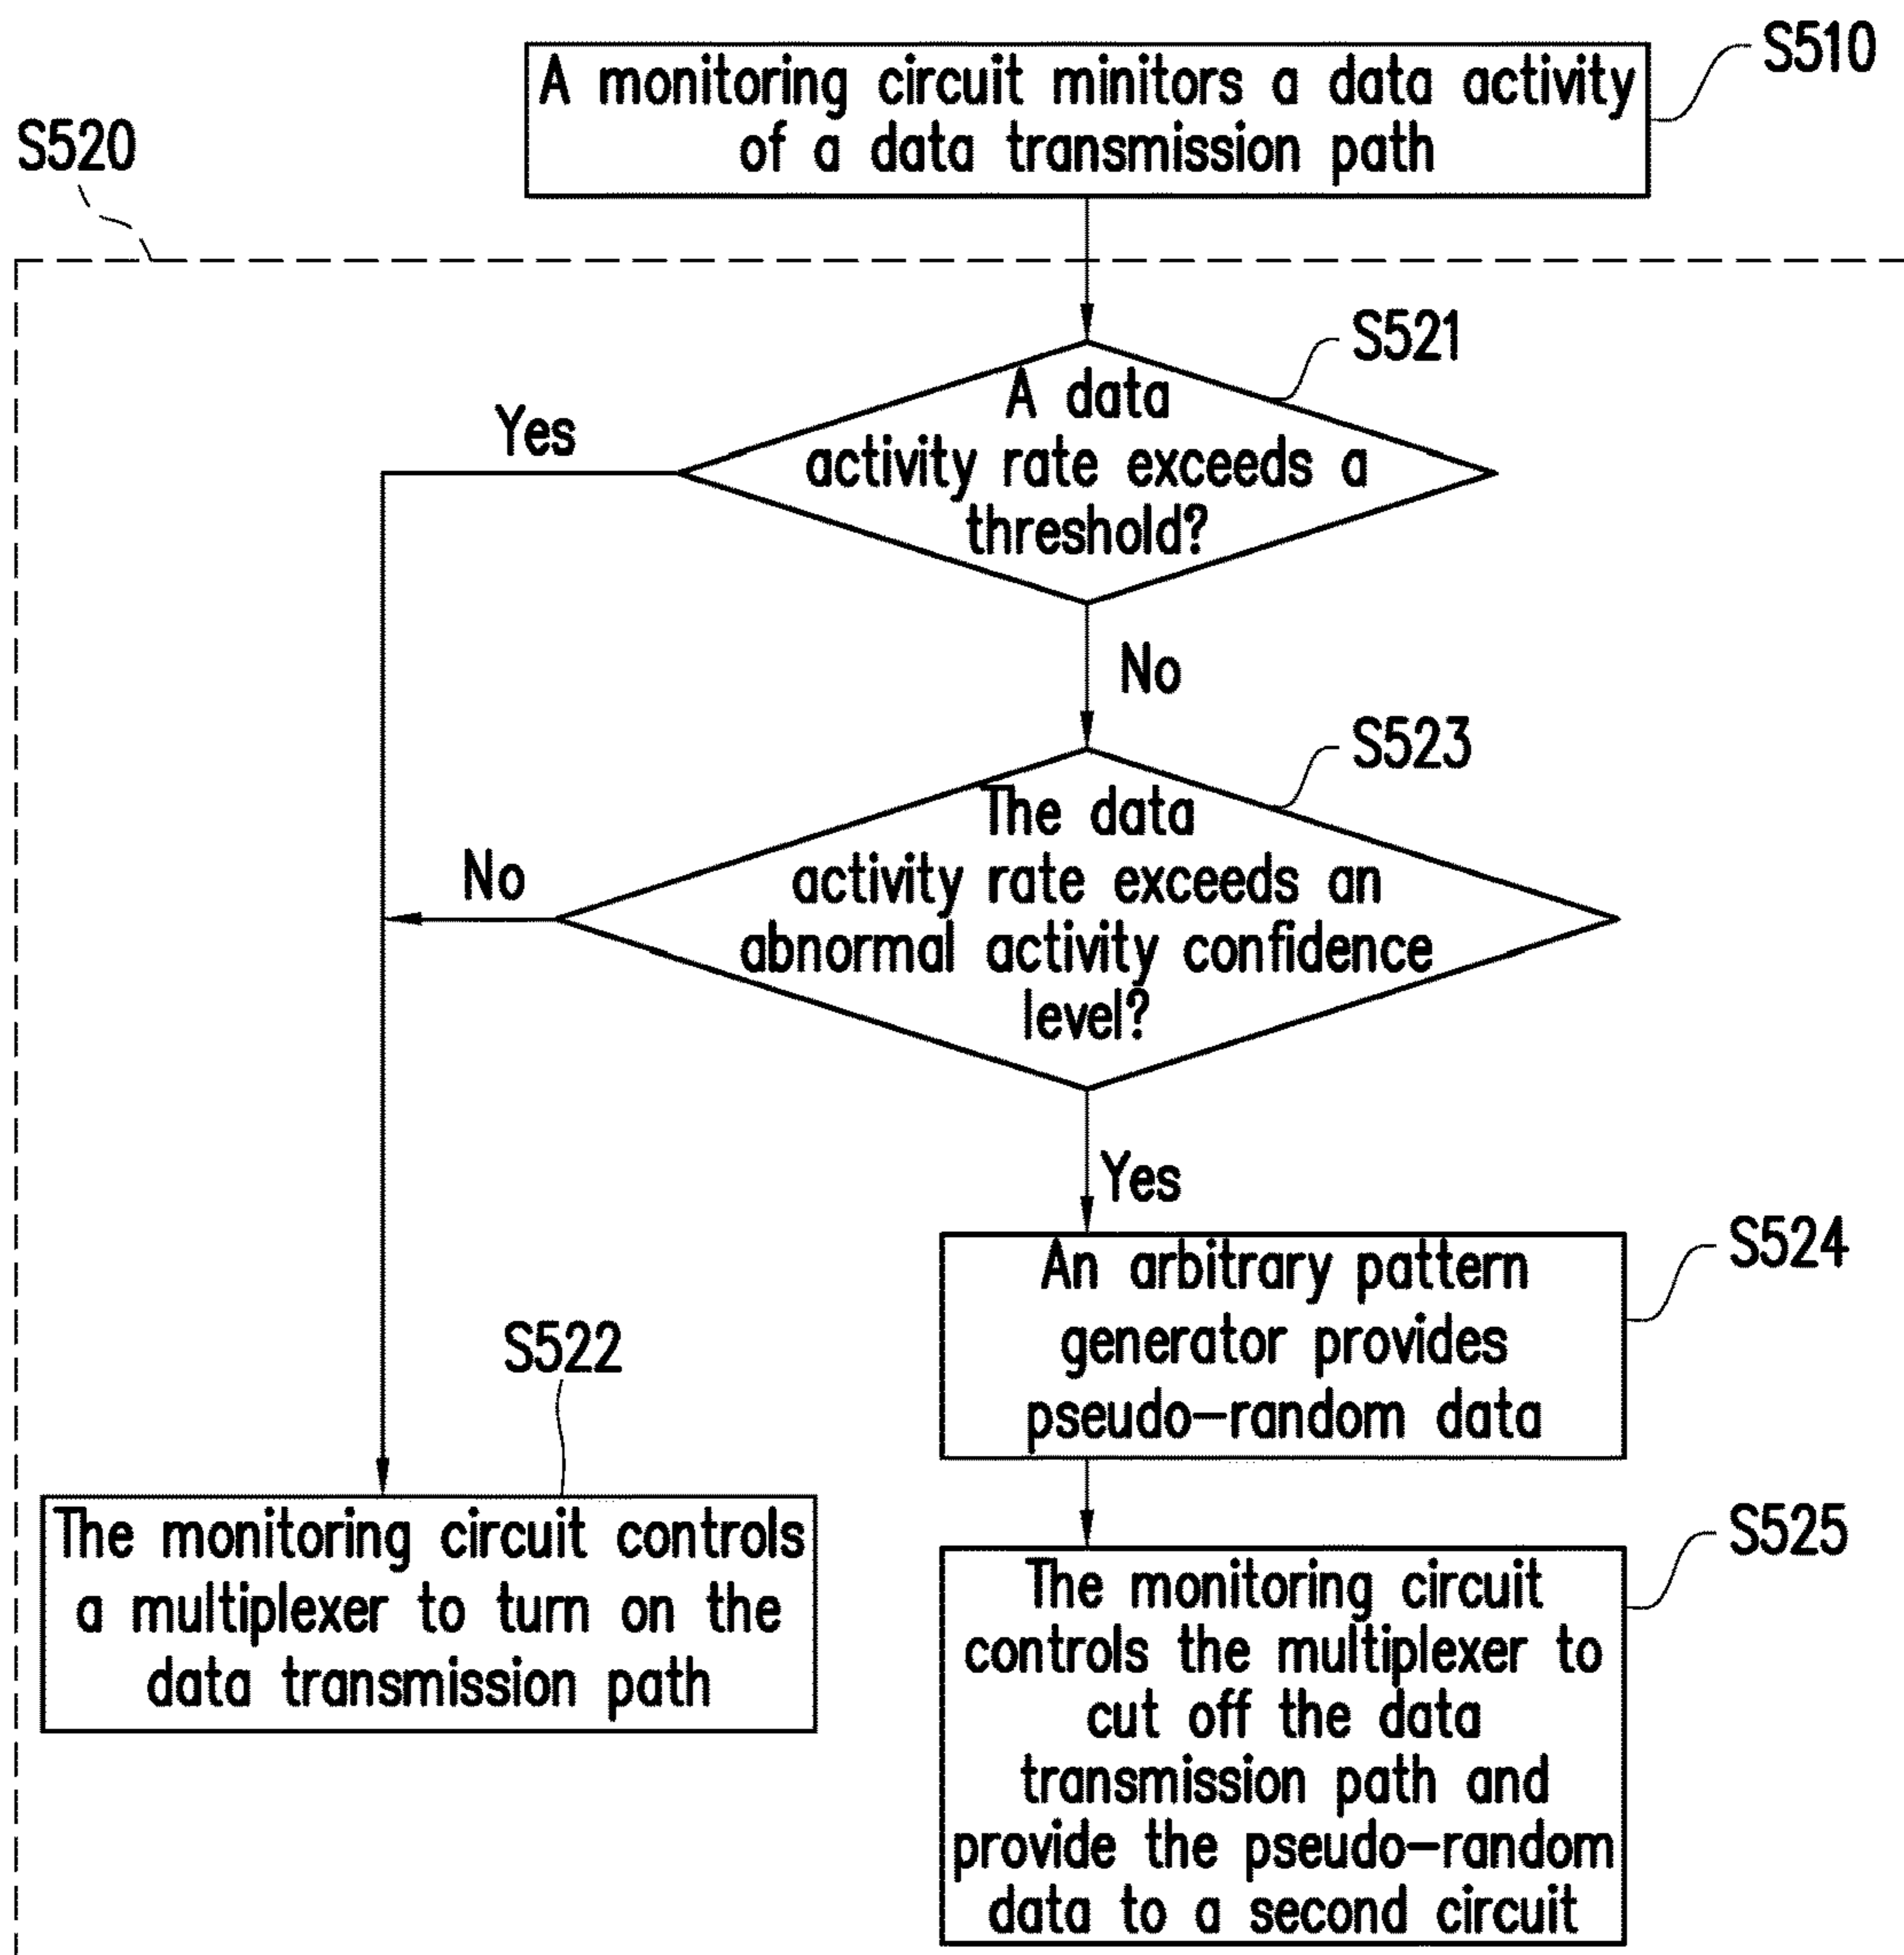 S510
A monitoring circuit minitors a data activity
of a data transmission path
S520
S521
A data
activity rate exceeds a
threshold?
Yes
No
S523
The data
activity rate exceeds an
abnormal activity confidence
level?
No
Yes
S524
An arbitrary pattern
generator provides
pseudo-random data
S522
The monitoring circuit controls
a multiplexer to turn on the
data transmission path
S525
The monitoring circuit
controls the multiplexer to
cut off the data
transmission path and
provide the pseudo-random
data to a second circuit